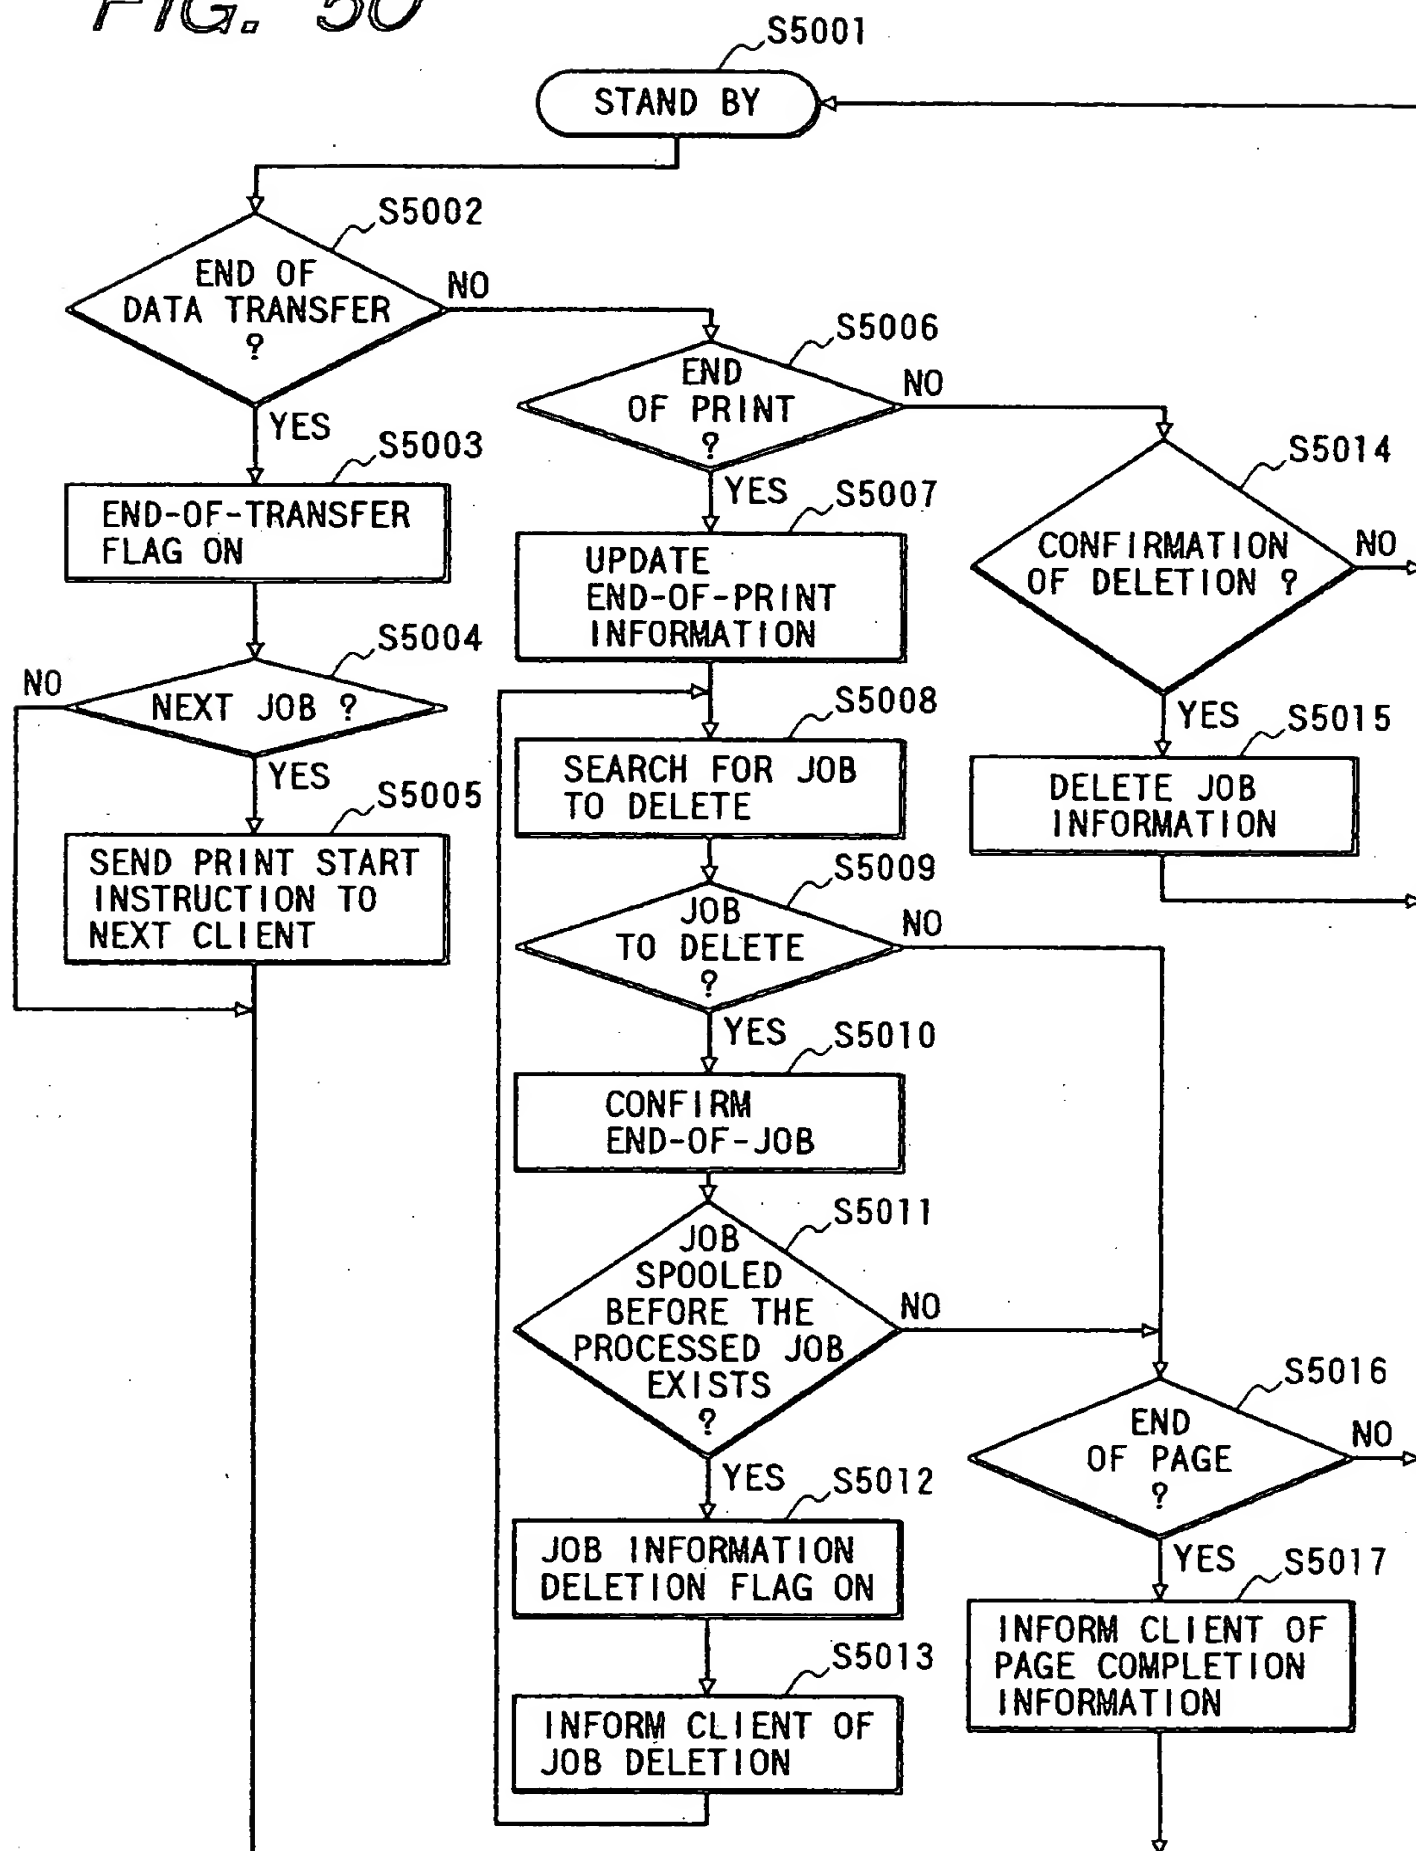 FIG. 50
S5001
STAND BY
S5002
END OF
DATA TRANSFER
?
NO
YES
S5003
END-OF-TRANSFER
FLAG ON
S5004
NO
NEXT JOB ?
YES
S5005
SEND PRINT START
INSTRUCTION TO
NEXT CLIENT
S5006
END
OF PRINT
?
NO
YES
S5007
UPDATE
END-OF-PRINT
INFORMATION
S5008
SEARCH FOR JOB
TO DELETE
S5009
JOB
TO DELETE
?
NO
YES
S5010
CONFIRM
END-OF-JOB
S5011
JOB
SPOOLED
BEFORE THE
PROCESSED JOB
EXISTS
?
NO
YES
S5012
JOB INFORMATION
DELETION FLAG ON
S5013
INFORM CLIENT OF
JOB DELETION
S5014
CONFIRMATION
OF DELETION ?
NO
YES
S5015
DELETE JOB
INFORMATION
S5016
END
OF PAGE
?
NO
YES
S5017
INFORM CLIENT OF
PAGE COMPLETION
INFORMATION